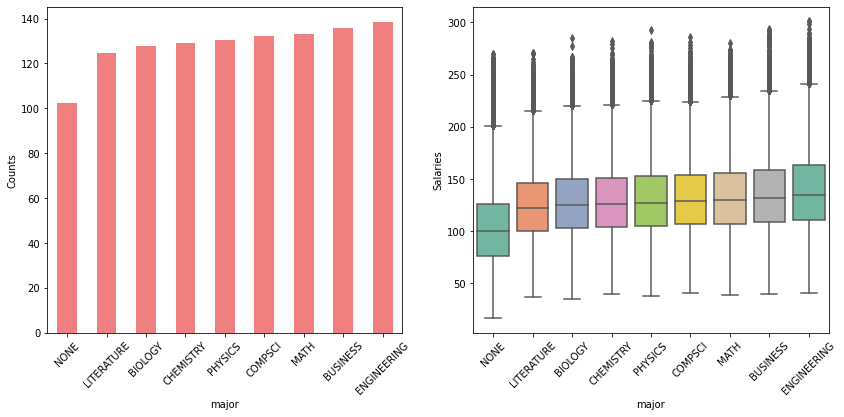 140
120
100
80
60
40
20
0
Counts
NONE
LITERATURE
BIOLOGY
CHEMISTRY
PHYSICS
COMPSCI
MATH
BUSINESS
ENGINEERING
major
300
250
200
150
100
50
Salaries
NONE
LITERATURE
BIOLOGY
CHEMISTRY
PHYSICS
COMPSCI
MATH
BUSINESS
ENGINEERING
major